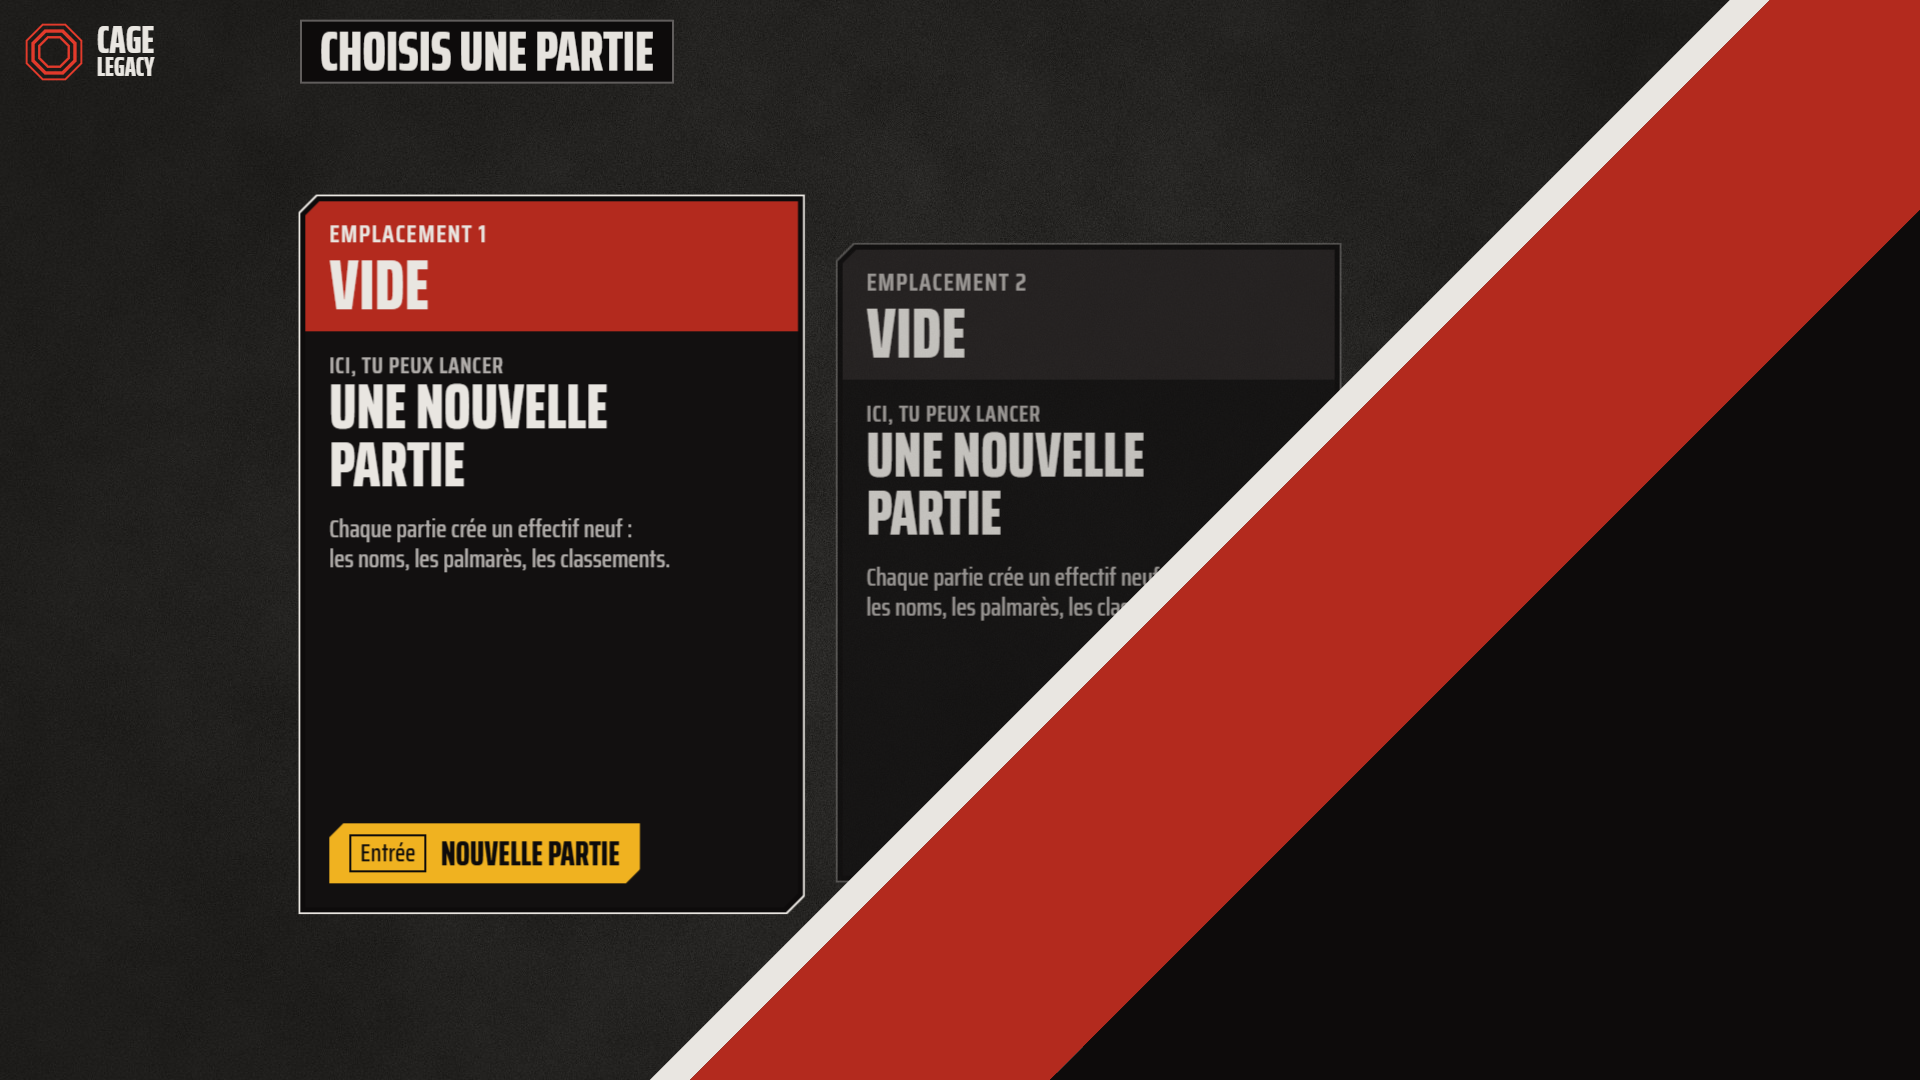 CAGE
LEGACY
CHOISIS UNE PARTIE
EMPLACEMENT 1
VIDE
ICI, TU PEUX LANCER
UNE NOUVELLE
PARTIE
Chaque partie crée un effectif neuf :
les noms, les palmarès, les classements.
Entrée NOUVELLE PARTIE
EMPLACEMENT 2
VIDE
ICI, TU PEUX LANCER
UNE NOUVELLE
PARTIE
Chaque partie crée un effectif neuf
les noms, les palmarès, les